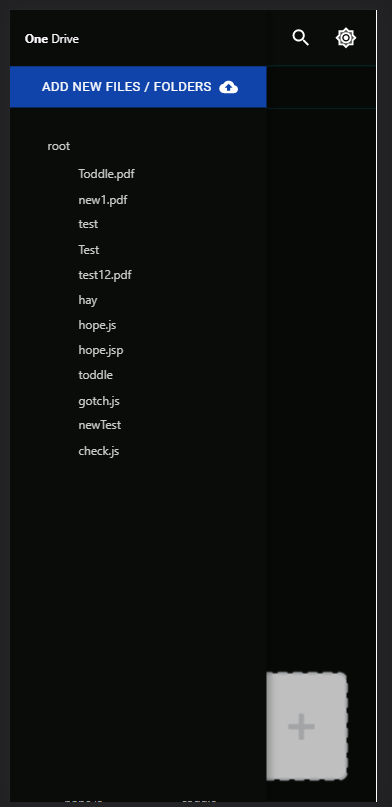 One Drive
ADD NEW FILES / FOLDERS
root
Toddle.pdf
new1.pdf
test
Test
test12.pdf
hay
hope.js
hope.jsp
toddle
gotch.js
newTest
check.js